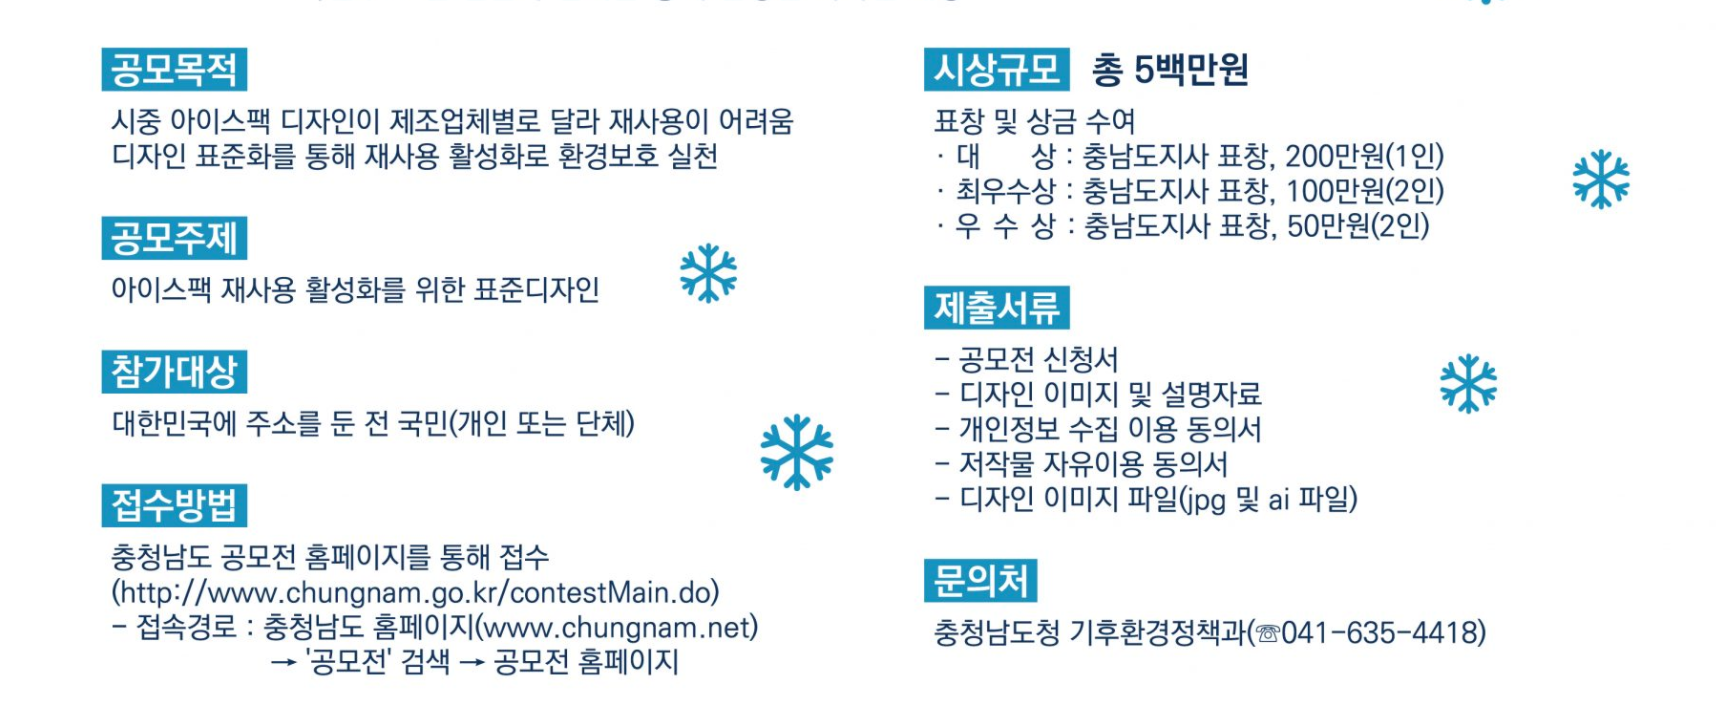 공모목적
시중 아이스팩 디자인이 제조업체별로 달라 재사용이 어려움
디자인 표준화를 통해 재사용 활성화로 환경보호 실천
공모주제
아이스팩 재사용 활성화를 위한 표준디자인
참가대상
대한민국에 주소를 둔 전 국민(개인 또는 단체)
접수방법
충청남도 공모전 홈페이지를 통해 접수
(http://www.chungnam.go.kr/contestMain.do)
- 접속경로 : 충청남도 홈페이지(www.chungnam.net)
→ '공모전' 검색 → 공모전 홈페이지
시상규모 총 5백만원
표창 및 상금 수여
· 대 상 : 충남도지사 표창, 200만원(1인)
· 최우수상 : 충남도지사 표창, 100만원(2인)
· 우 수 상 : 충남도지사 표창, 50만원(2인)
제출서류
- 공모전 신청서
- 디자인 이미지 및 설명자료
- 개인정보 수집 이용 동의서
- 저작물 자유이용 동의서
- 디자인 이미지 파일(jpg 및 ai 파일)
문의처
충청남도청 기후환경정책과(☏041-635-4418)